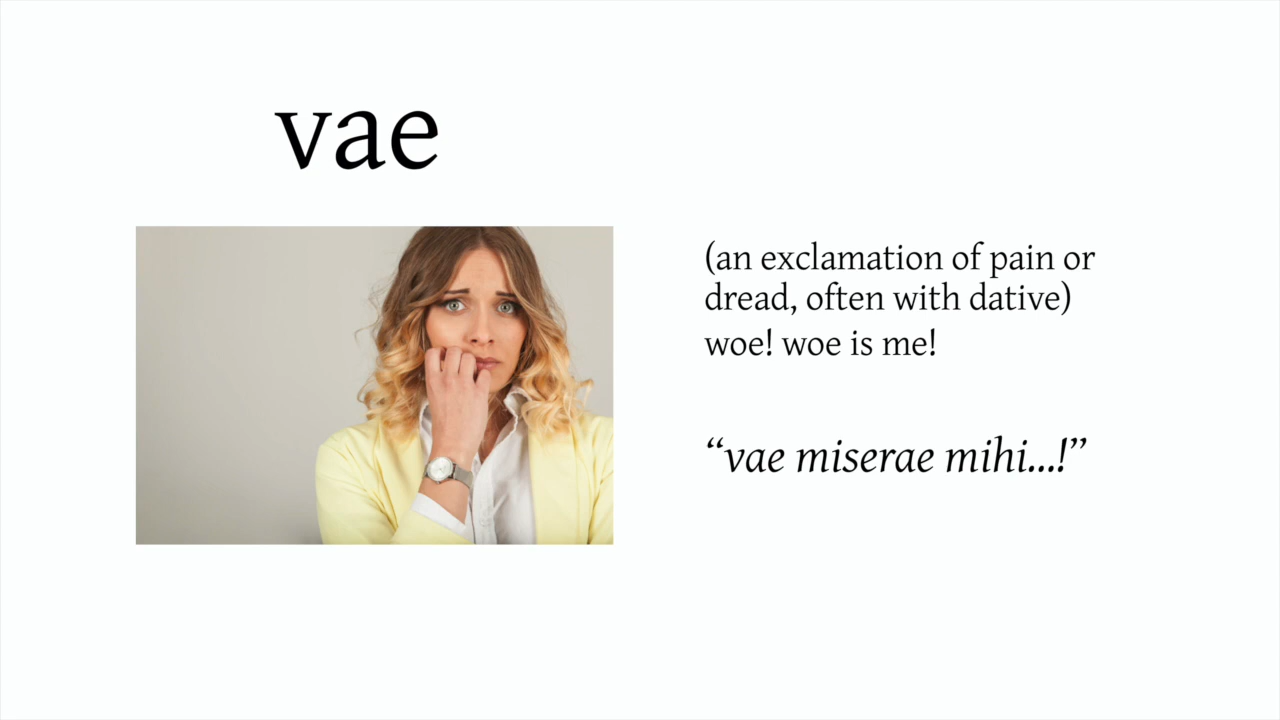 vae
(an exclamation of pain or
dread, often with dative)
woe! woe is me!
“vae miserae mihi...!”